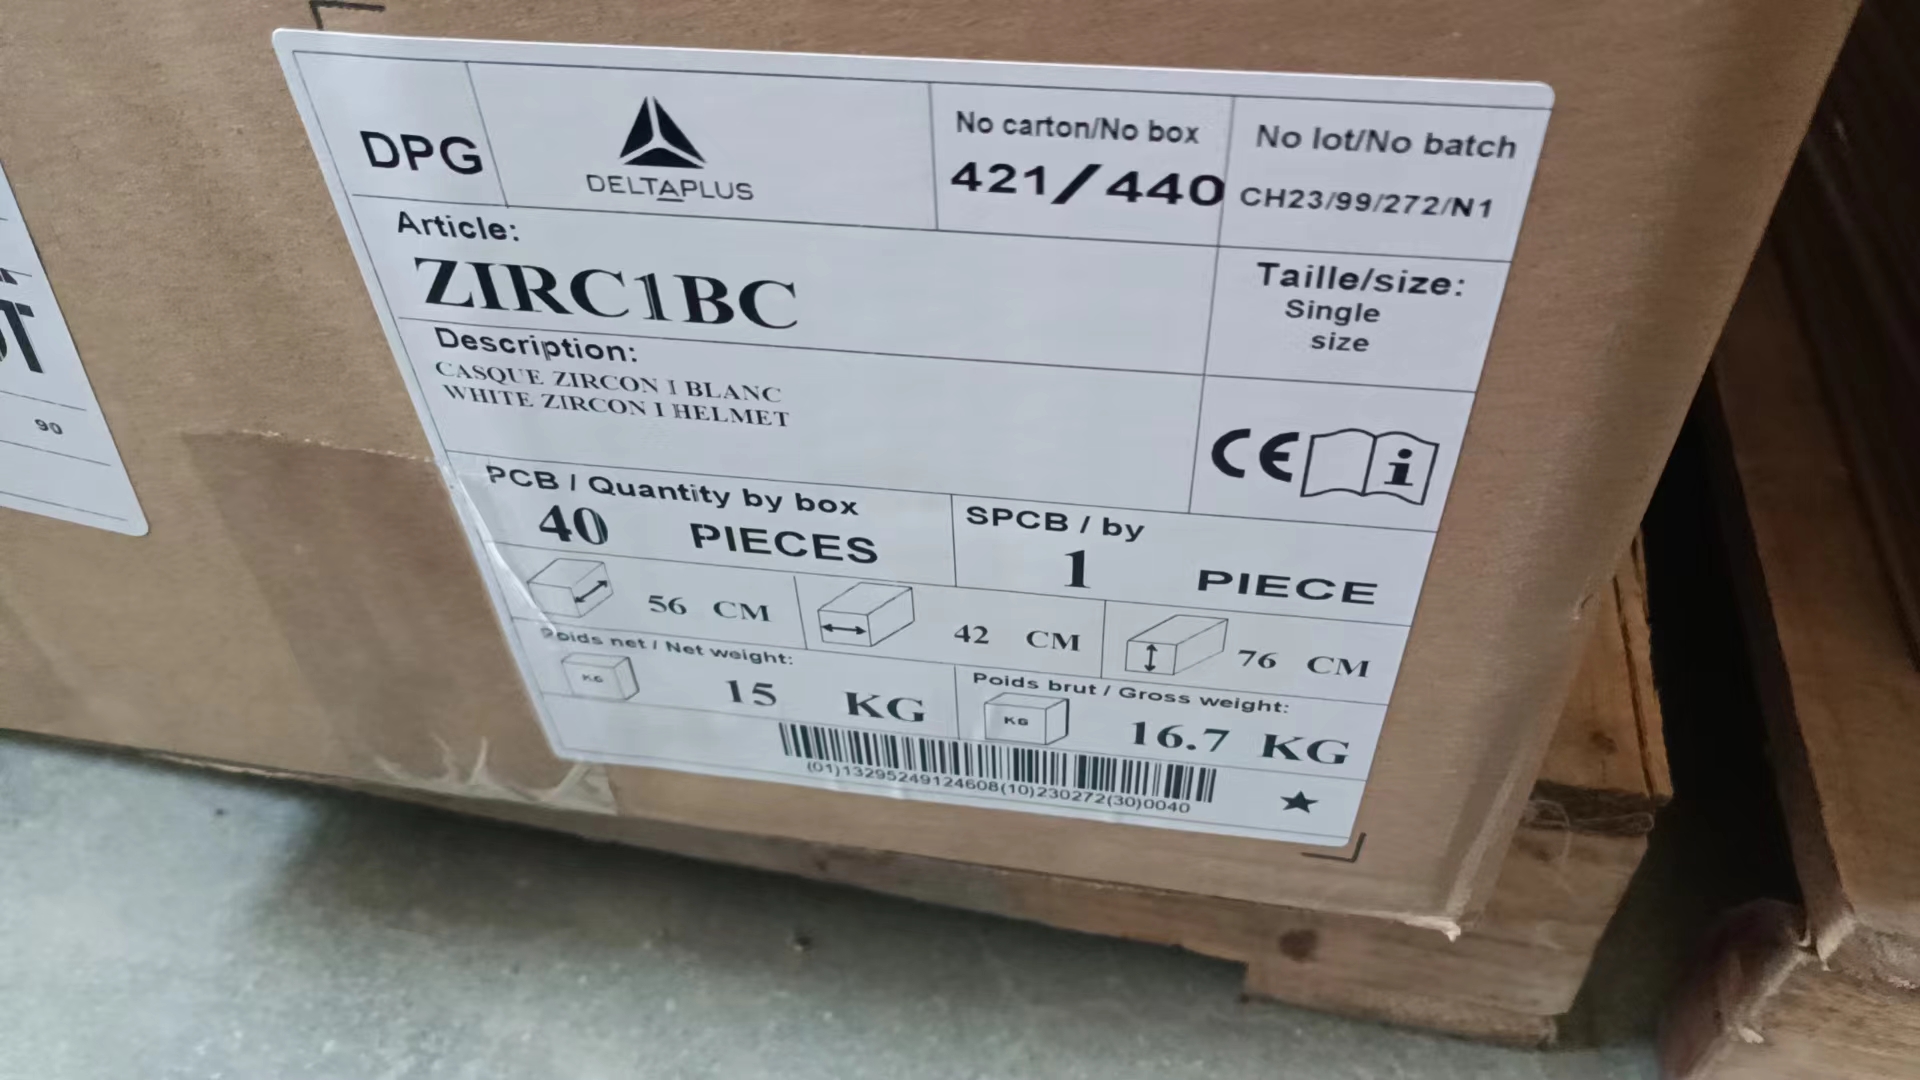 DPG
DELTAPLUS
No carton/No box
421/440
No lot/No batch
CH23/99/272/N1
Article:
ZIRC1BC
Taille/size:
Single
size
Description:
CASQUE ZIRCON I BLANC
WHITE ZIRCON I HELMET
CE
i
PCB / Quantity by box
40 PIECES
SPCB / by
1 PIECE
56 CM
42 CM
76 CM
Poids net / Net weight:
KG
15 KG
Poids brut / Gross weight:
KG
16.7 KG
(01)13295249124608(10)230272(30)0040
90